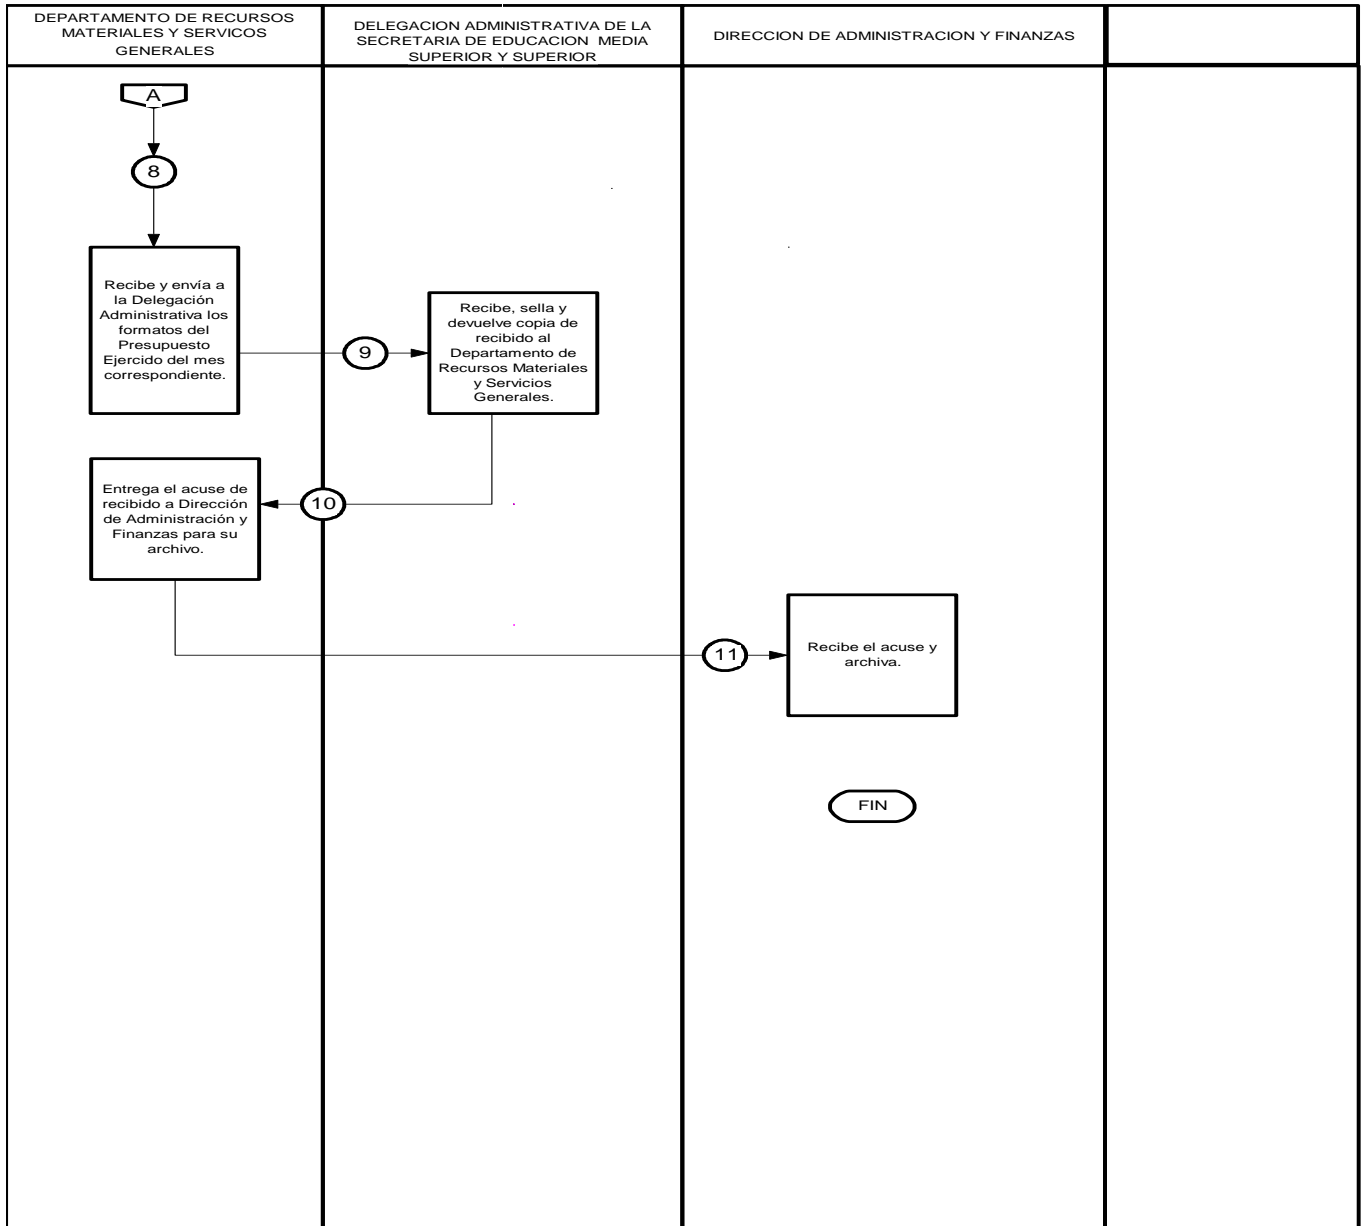 DEPARTAMENTO DE RECURSOS
MATERIALES Y SERVICOS
GENERALES
DELEGACION ADMINISTRATIVA DE LA
SECRETARIA DE EDUCACION MEDIA
SUPERIOR Y SUPERIOR
DIRECCION DE ADMINISTRACION Y FINANZAS
A
8
Recibe y envía a
la Delegación
Administrativa los
formatos del
Presupuesto
Ejercido del mes
correspondiente.
9
Recibe, sella y
devuelve copia de
recibido al
Departamento de
Recursos Materiales
y Servicios
Generales.
10
Entrega el acuse de
recibido a Dirección
de Administración y
Finanzas para su
archivo.
11
Recibe el acuse y
archiva.
FIN